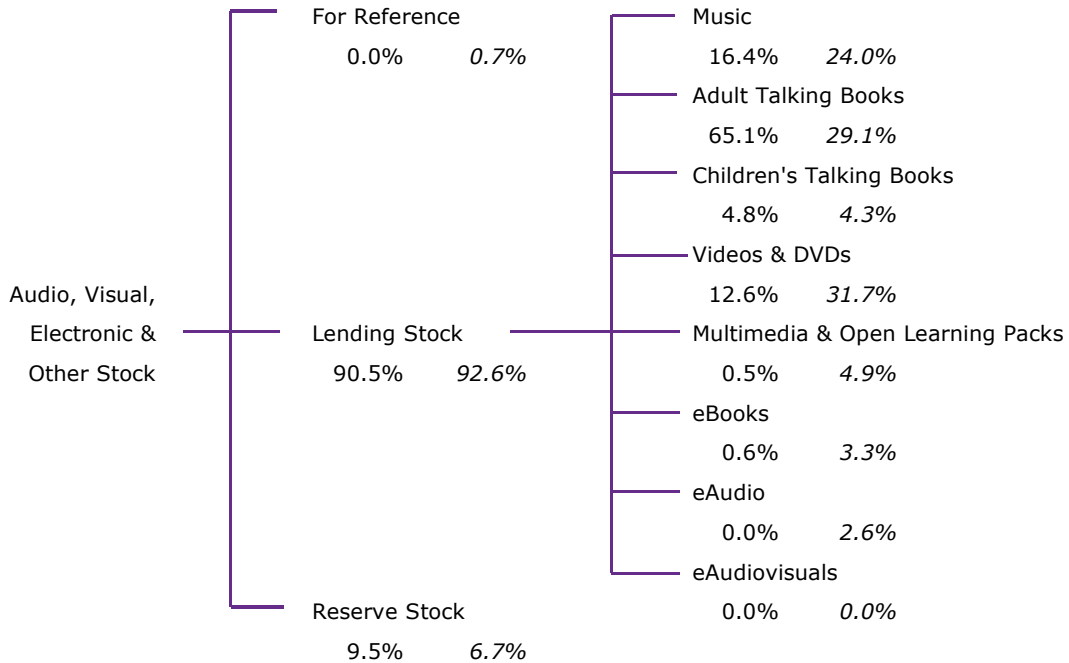 Audio, Visual,
Electronic &
Other Stock
For Reference
0.0% 0.7%
Lending Stock
90.5% 92.6%
Reserve Stock
9.5% 6.7%
Music
16.4% 24.0%
Adult Talking Books
65.1% 29.1%
Children's Talking Books
4.8% 4.3%
Videos & DVDs
12.6% 31.7%
Multimedia & Open Learning Packs
0.5% 4.9%
eBooks
0.6% 3.3%
eAudio
0.0% 2.6%
eAudiovisuals
0.0% 0.0%